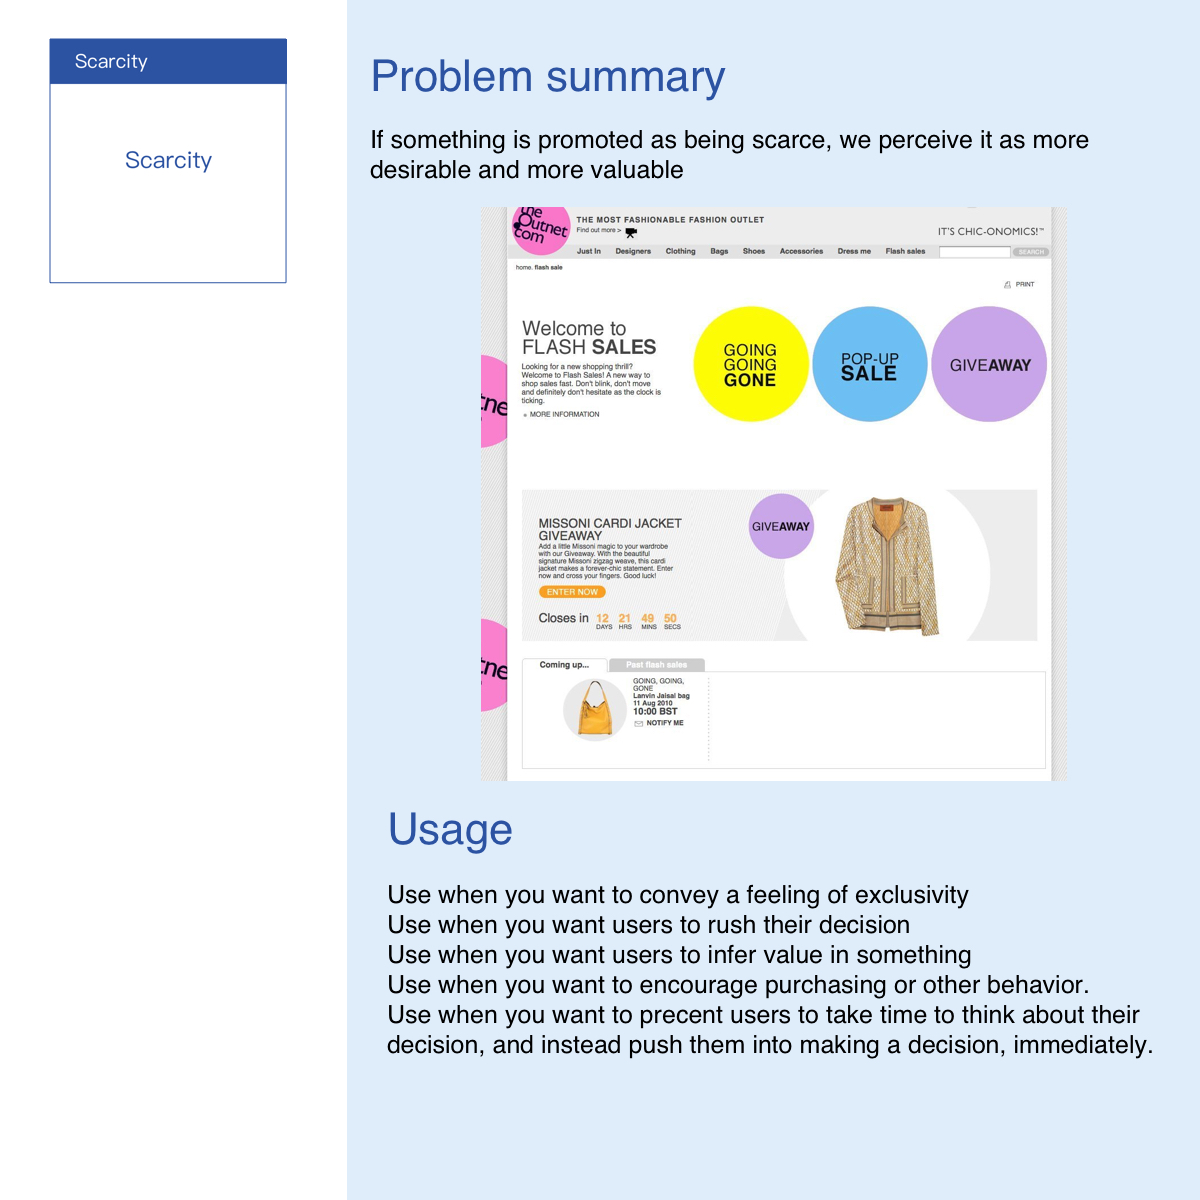 Scarcity
Scarcity
Problem summary
If something is promoted as being scarce, we perceive it as more
desirable and more valuable
the
Outnet
com
THE MOST FASHIONABLE FASHION OUTLET
Find out more >
IT'S CHIC-ONOMICS!™
Just In Designers Clothing Bags Shoes Accessories Dress me Flash sales SEARCH
home. flash sale
PRINT
Welcome to
FLASH SALES
Looking for a new shopping thrill?
Welcome to Flash Sales! A new way to
shop sales fast. Don't blink, don't move
and definitely don't hesitate as the clock is
ticking.
MORE INFORMATION
GOING
GOING
GONE
POP-UP
SALE
GIVEAWAY
tne
MISSONI CARDI JACKET
GIVEAWAY
Add a little Missoni magic to your wardrobe
with our Giveaway. With the beautiful
signature Missoni zigzag weave, this cardi
jacket makes a forever-chic statement. Enter
now and cross your fingers. Good luck!
ENTER NOW
Closes in 12 21 49 50
DAYS HRS MINS SECS
GIVEAWAY
tne
Coming up... Past flash sales
GOING, GOING,
GONE
Lanvin Jaisal bag
11 Aug 2010
10:00 BST
NOTIFY ME
Usage
Use when you want to convey a feeling of exclusivity
Use when you want users to rush their decision
Use when you want users to infer value in something
Use when you want to encourage purchasing or other behavior.
Use when you want to precent users to take time to think about their
decision, and instead push them into making a decision, immediately.